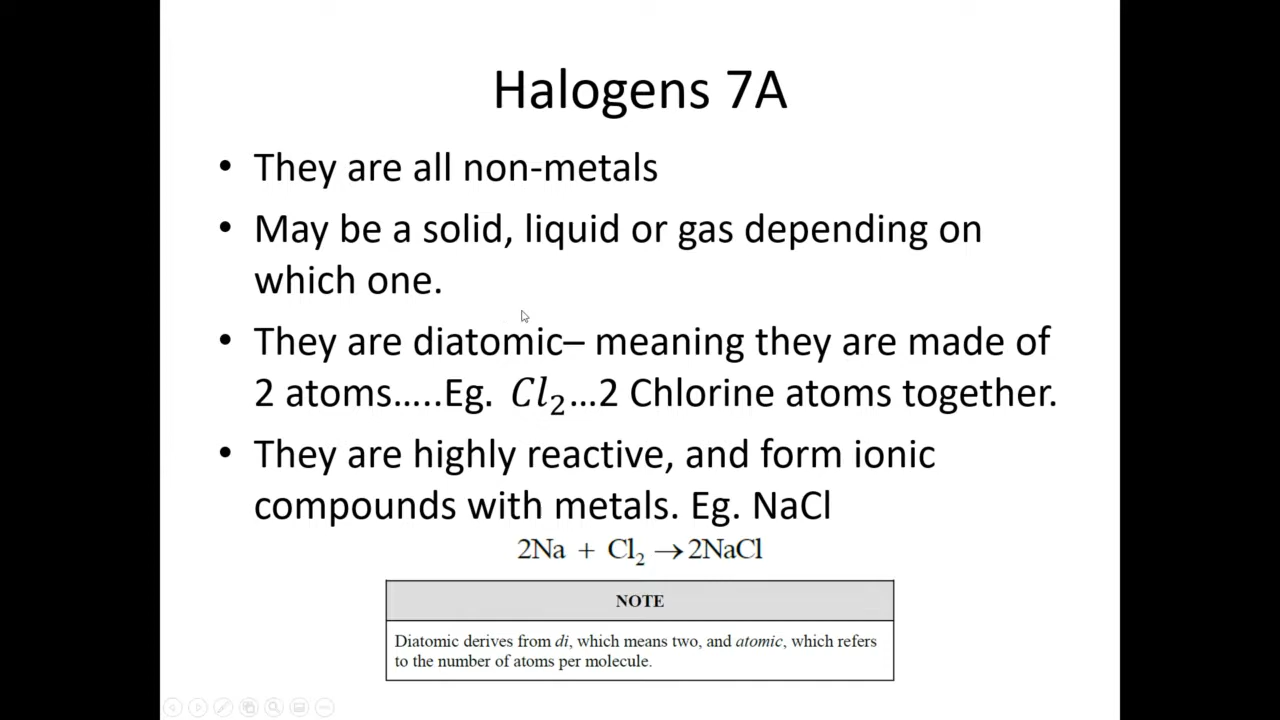 Halogens 7A
• They are all non-metals
• May be a solid, liquid or gas depending on
which one.
• They are diatomic– meaning they are made of
2 atoms…..Eg. Cl₂…2 Chlorine atoms together.
• They are highly reactive, and form ionic
compounds with metals. Eg. NaCl
2Na + Cl₂ → 2NaCl
NOTE
Diatomic derives from di, which means two, and atomic, which refers
to the number of atoms per molecule.